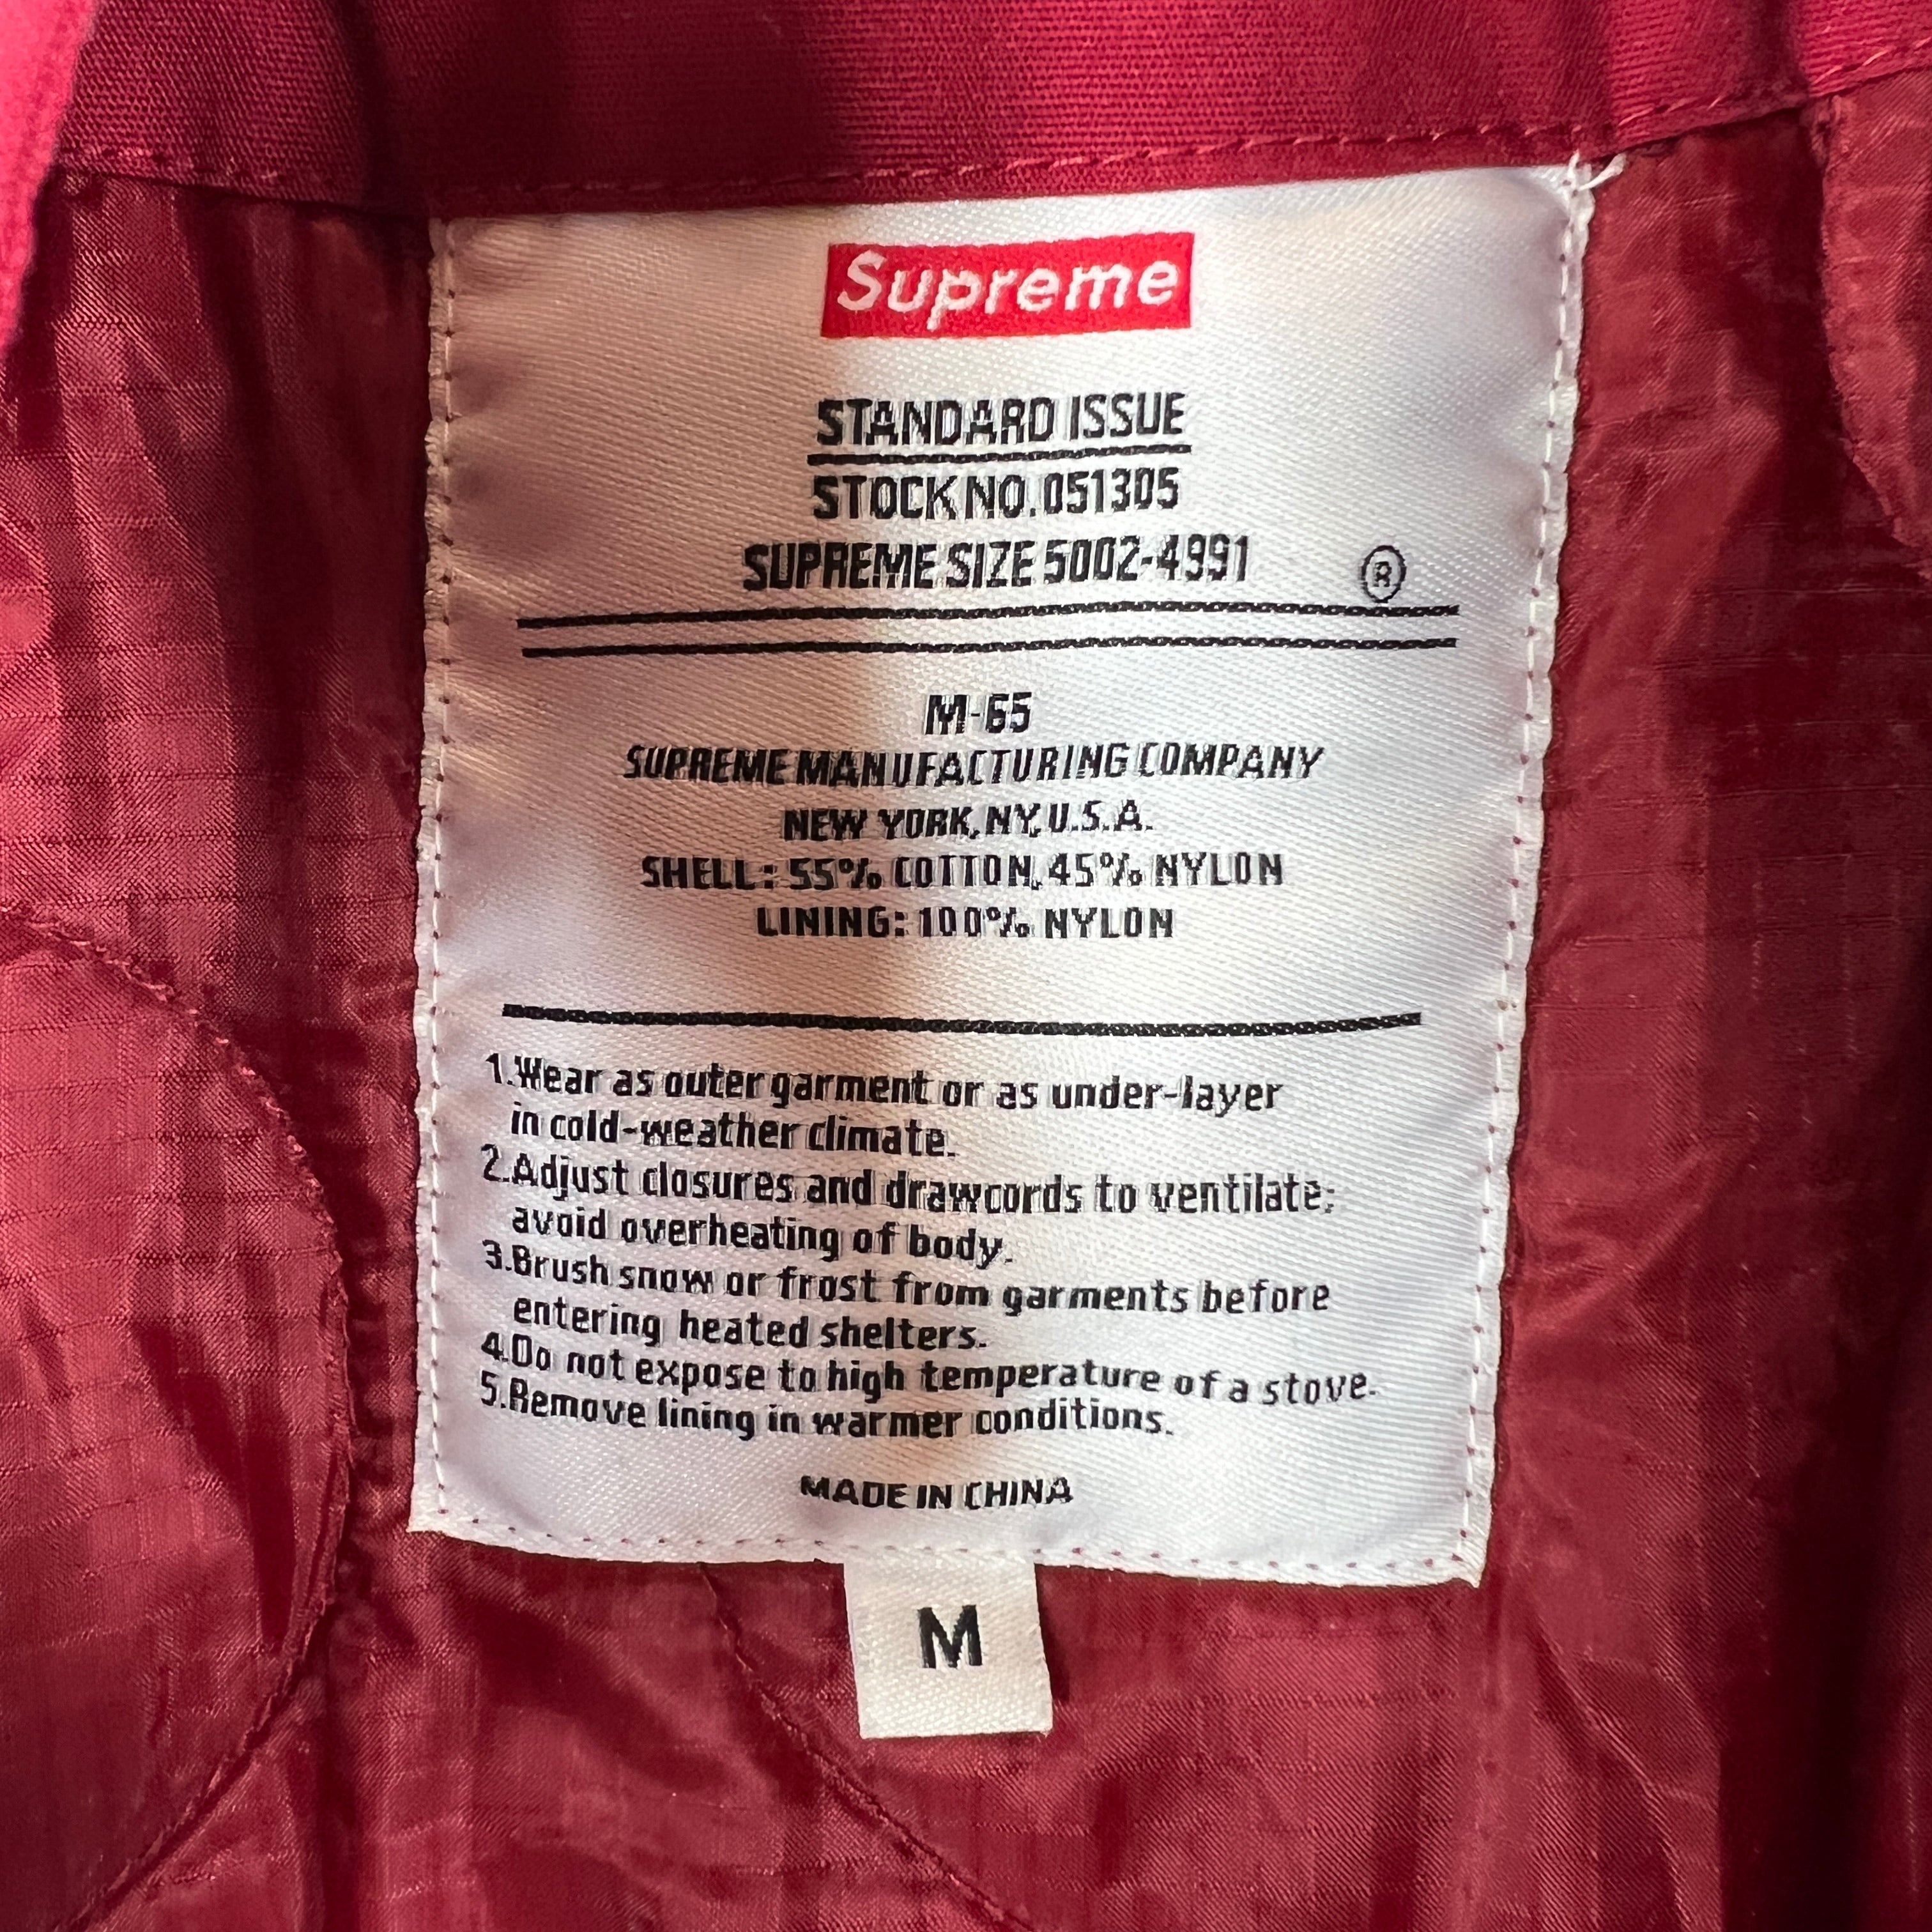 Supreme
STANDARD ISSUE
STOCK NO. 051305
SUPREME SIZE 5002-4991 ®
M-65
SUPREME MANUFACTURING COMPANY
NEW YORK, NY, U.S.A.
SHELL: 55% COTTON, 45% NYLON
LINING: 100% NYLON
1.Wear as outer garment or as under-layer
in cold-weather climate.
2.Adjust closures and drawcords to ventilate;
avoid overheating of body.
3.Brush snow or frost from garments before
entering heated shelters.
4.Do not expose to high temperature of a stove.
5.Remove lining in warmer conditions.
MADE IN CHINA
M